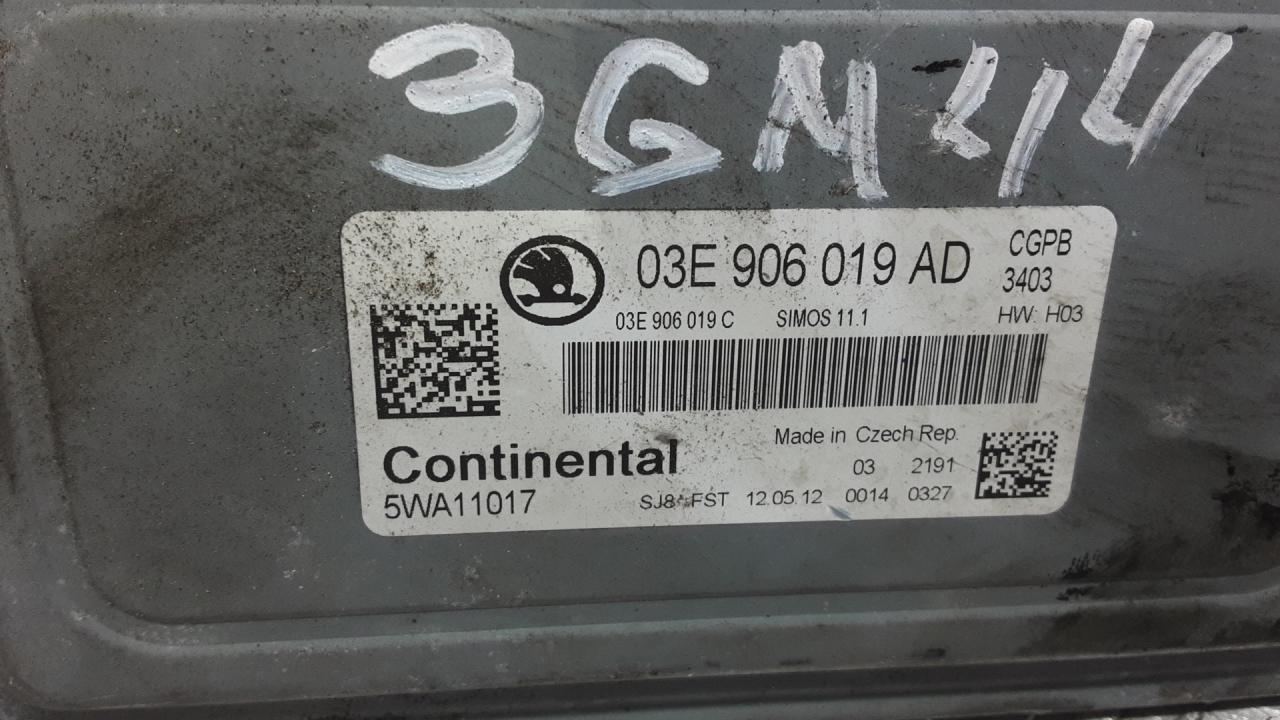 3GM44
03E 906 019 AD CGPB
3403
03E 906 019 C SIMOS 11.1 HW: H03
Made in Czech Rep.
Continental 03 2191
5WA11017 FST 12.05.12 0014 0327